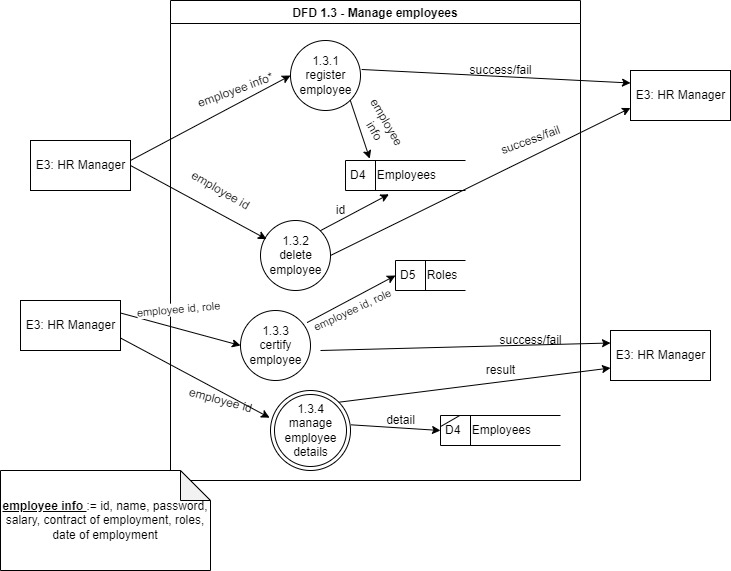 DFD 1.3 - Manage employees
1.3.1
register
employee
success/fail
employee info*
E3: HR Manager
employee
info
success/fail
E3: HR Manager
D4 Employees
employee id
id
1.3.2
delete
employee
D5 Roles
E3: HR Manager
employee id, role
employee id, role
1.3.3
certify
employee
success/fail
E3: HR Manager
result
employee id
1.3.4
manage
employee
details
detail
D4 Employees
employee info := id, name, password,
salary, contract of employment, roles,
date of employment